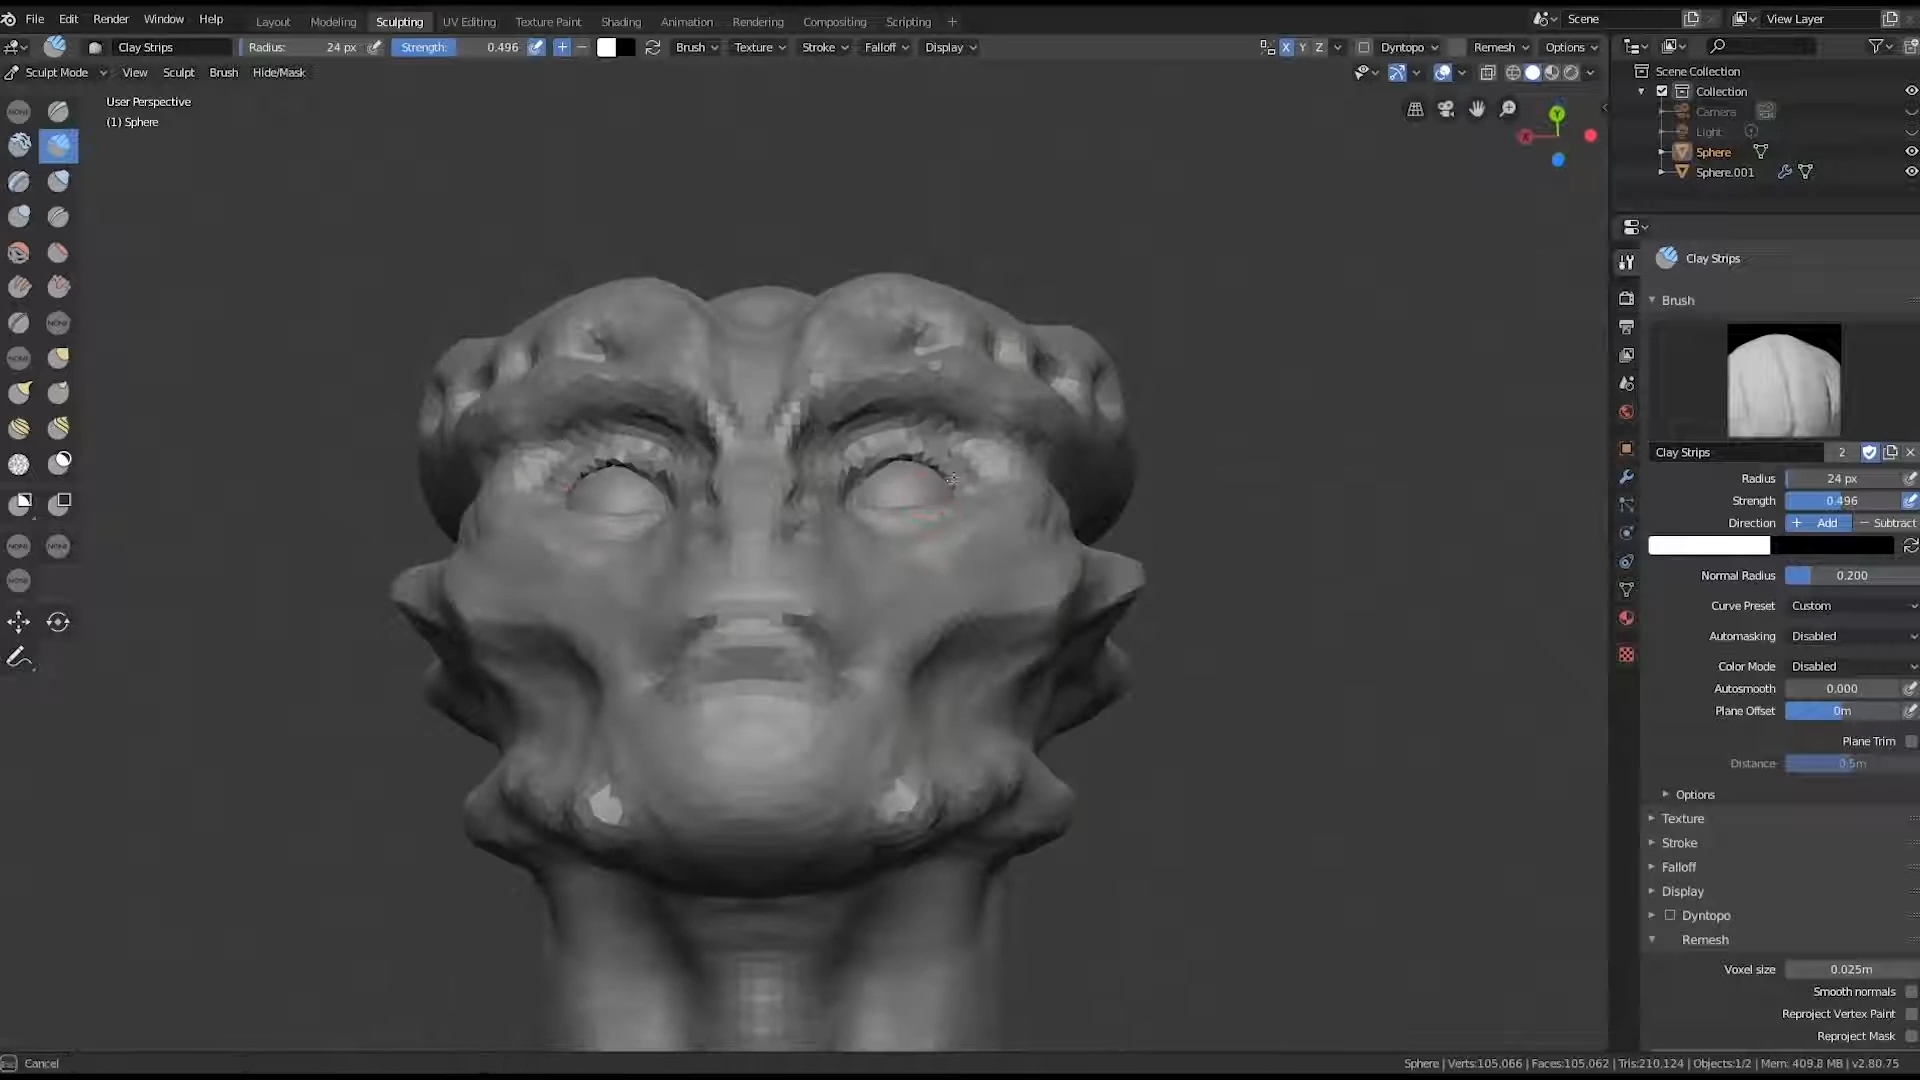 File Edit Render Window Help Layout Modeling Sculpting UV Editing Texture Paint Shading Animation Rendering Compositing Scripting + Scene View Layer
Clay Strips Radius: 24 px Strength: 0.496 Brush Texture Stroke Falloff Display X Y Z Dyntopo Remesh Options
Sculpt Mode View Sculpt Brush Hide/Mask
User Perspective
(1) Sphere
Y
NONE
NONE
NONE
NONE
NONE
NONE
Scene Collection
Collection
Camera
Light
Sphere
Sphere.001
Clay Strips
Brush
Clay Strips 2
Radius 24 px
Strength 0.496
Direction + Add − Subtract
Normal Radius 0.200
Curve Preset Custom
Automasking Disabled
Color Mode Disabled
Autosmooth 0.000
Plane Offset 0m
Plane Trim
Distance 0.5m
Options
Texture
Stroke
Falloff
Display
Dyntopo
Remesh
Voxel size 0.025m
Smooth normals
Reproject Vertex Paint
Reproject Mask
Cancel
Sphere | Verts:105,066 | Faces:105,062 | Tris:210,124 | Objects:1/2 | Mem: 409.8 MB | v2.80.75